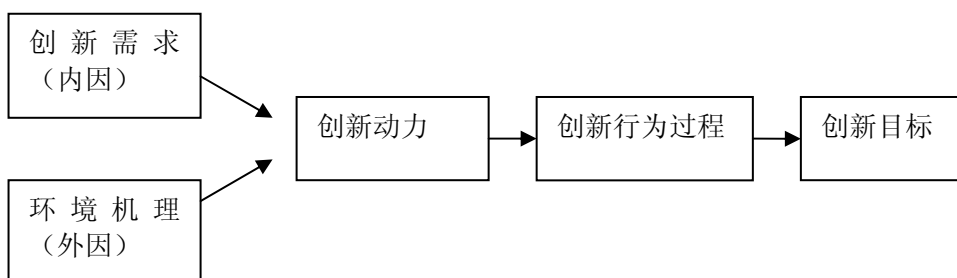 创新需求
（内因）
环境机理
（外因）
创新动力
创新行为过程
创新目标